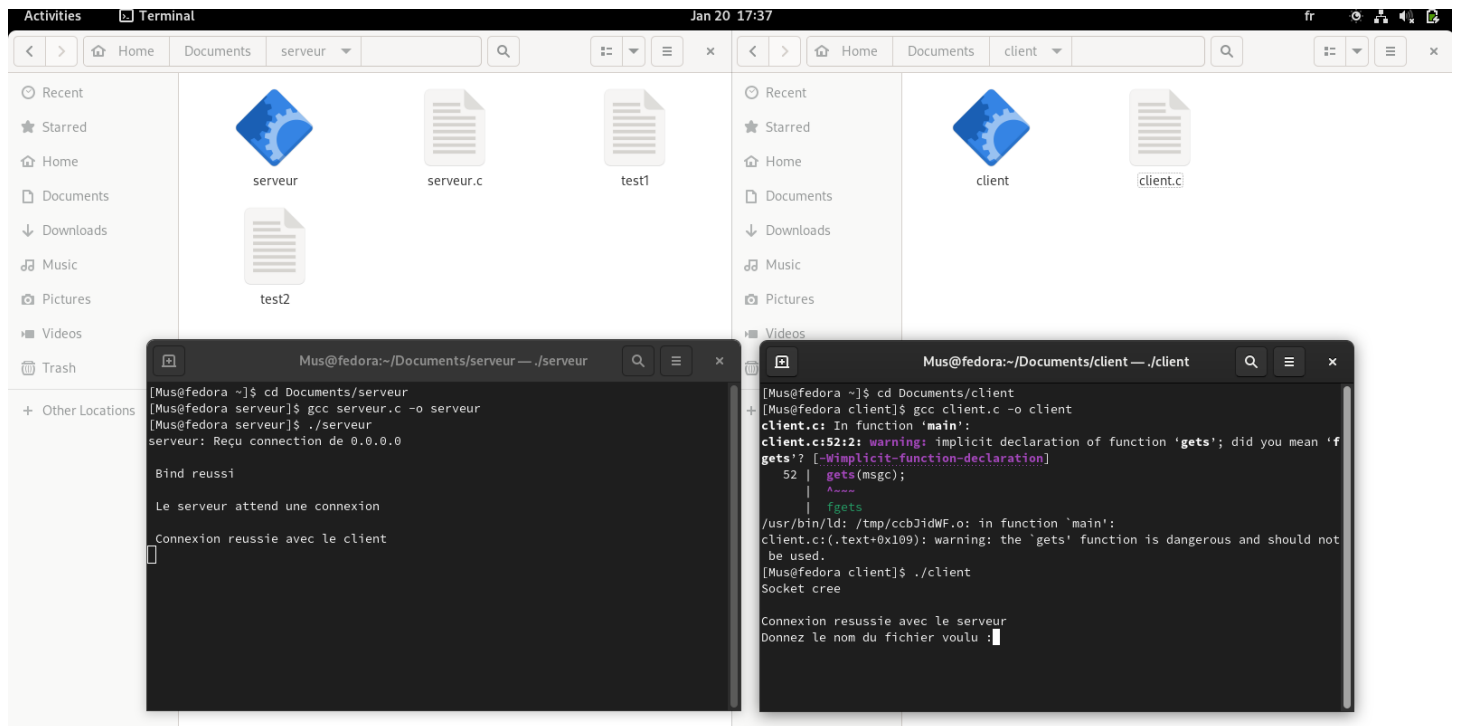 Activities Terminal Jan 20 17:37 fr
Home Documents serveur
Recent
Starred
Home
Documents
Downloads
Music
Pictures
Videos
Trash
+ Other Locations
serveur serveur.c test1
test2
Home Documents client
Recent
Starred
Home
Documents
Downloads
Music
Pictures
Videos
+
client client.c
Mus@fedora:~/Documents/serveur — ./serveur
[Mus@fedora ~]$ cd Documents/serveur
[Mus@fedora serveur]$ gcc serveur.c -o serveur
[Mus@fedora serveur]$ ./serveur
serveur: Reçu connection de 0.0.0.0
Bind reussi
Le serveur attend une connexion
Connexion reussie avec le client
Mus@fedora:~/Documents/client — ./client
[Mus@fedora ~]$ cd Documents/client
[Mus@fedora client]$ gcc client.c -o client
client.c: In function ‘main’:
client.c:52:2: warning: implicit declaration of function ‘gets’; did you mean ‘f
gets’? [-Wimplicit-function-declaration]
52 | gets(msgc);
| ^~~~
| fgets
/usr/bin/ld: /tmp/ccbJidWF.o: in function `main':
client.c:(.text+0x109): warning: the `gets' function is dangerous and should not
be used.
[Mus@fedora client]$ ./client
Socket cree
Connexion resussie avec le serveur
Donnez le nom du fichier voulu :